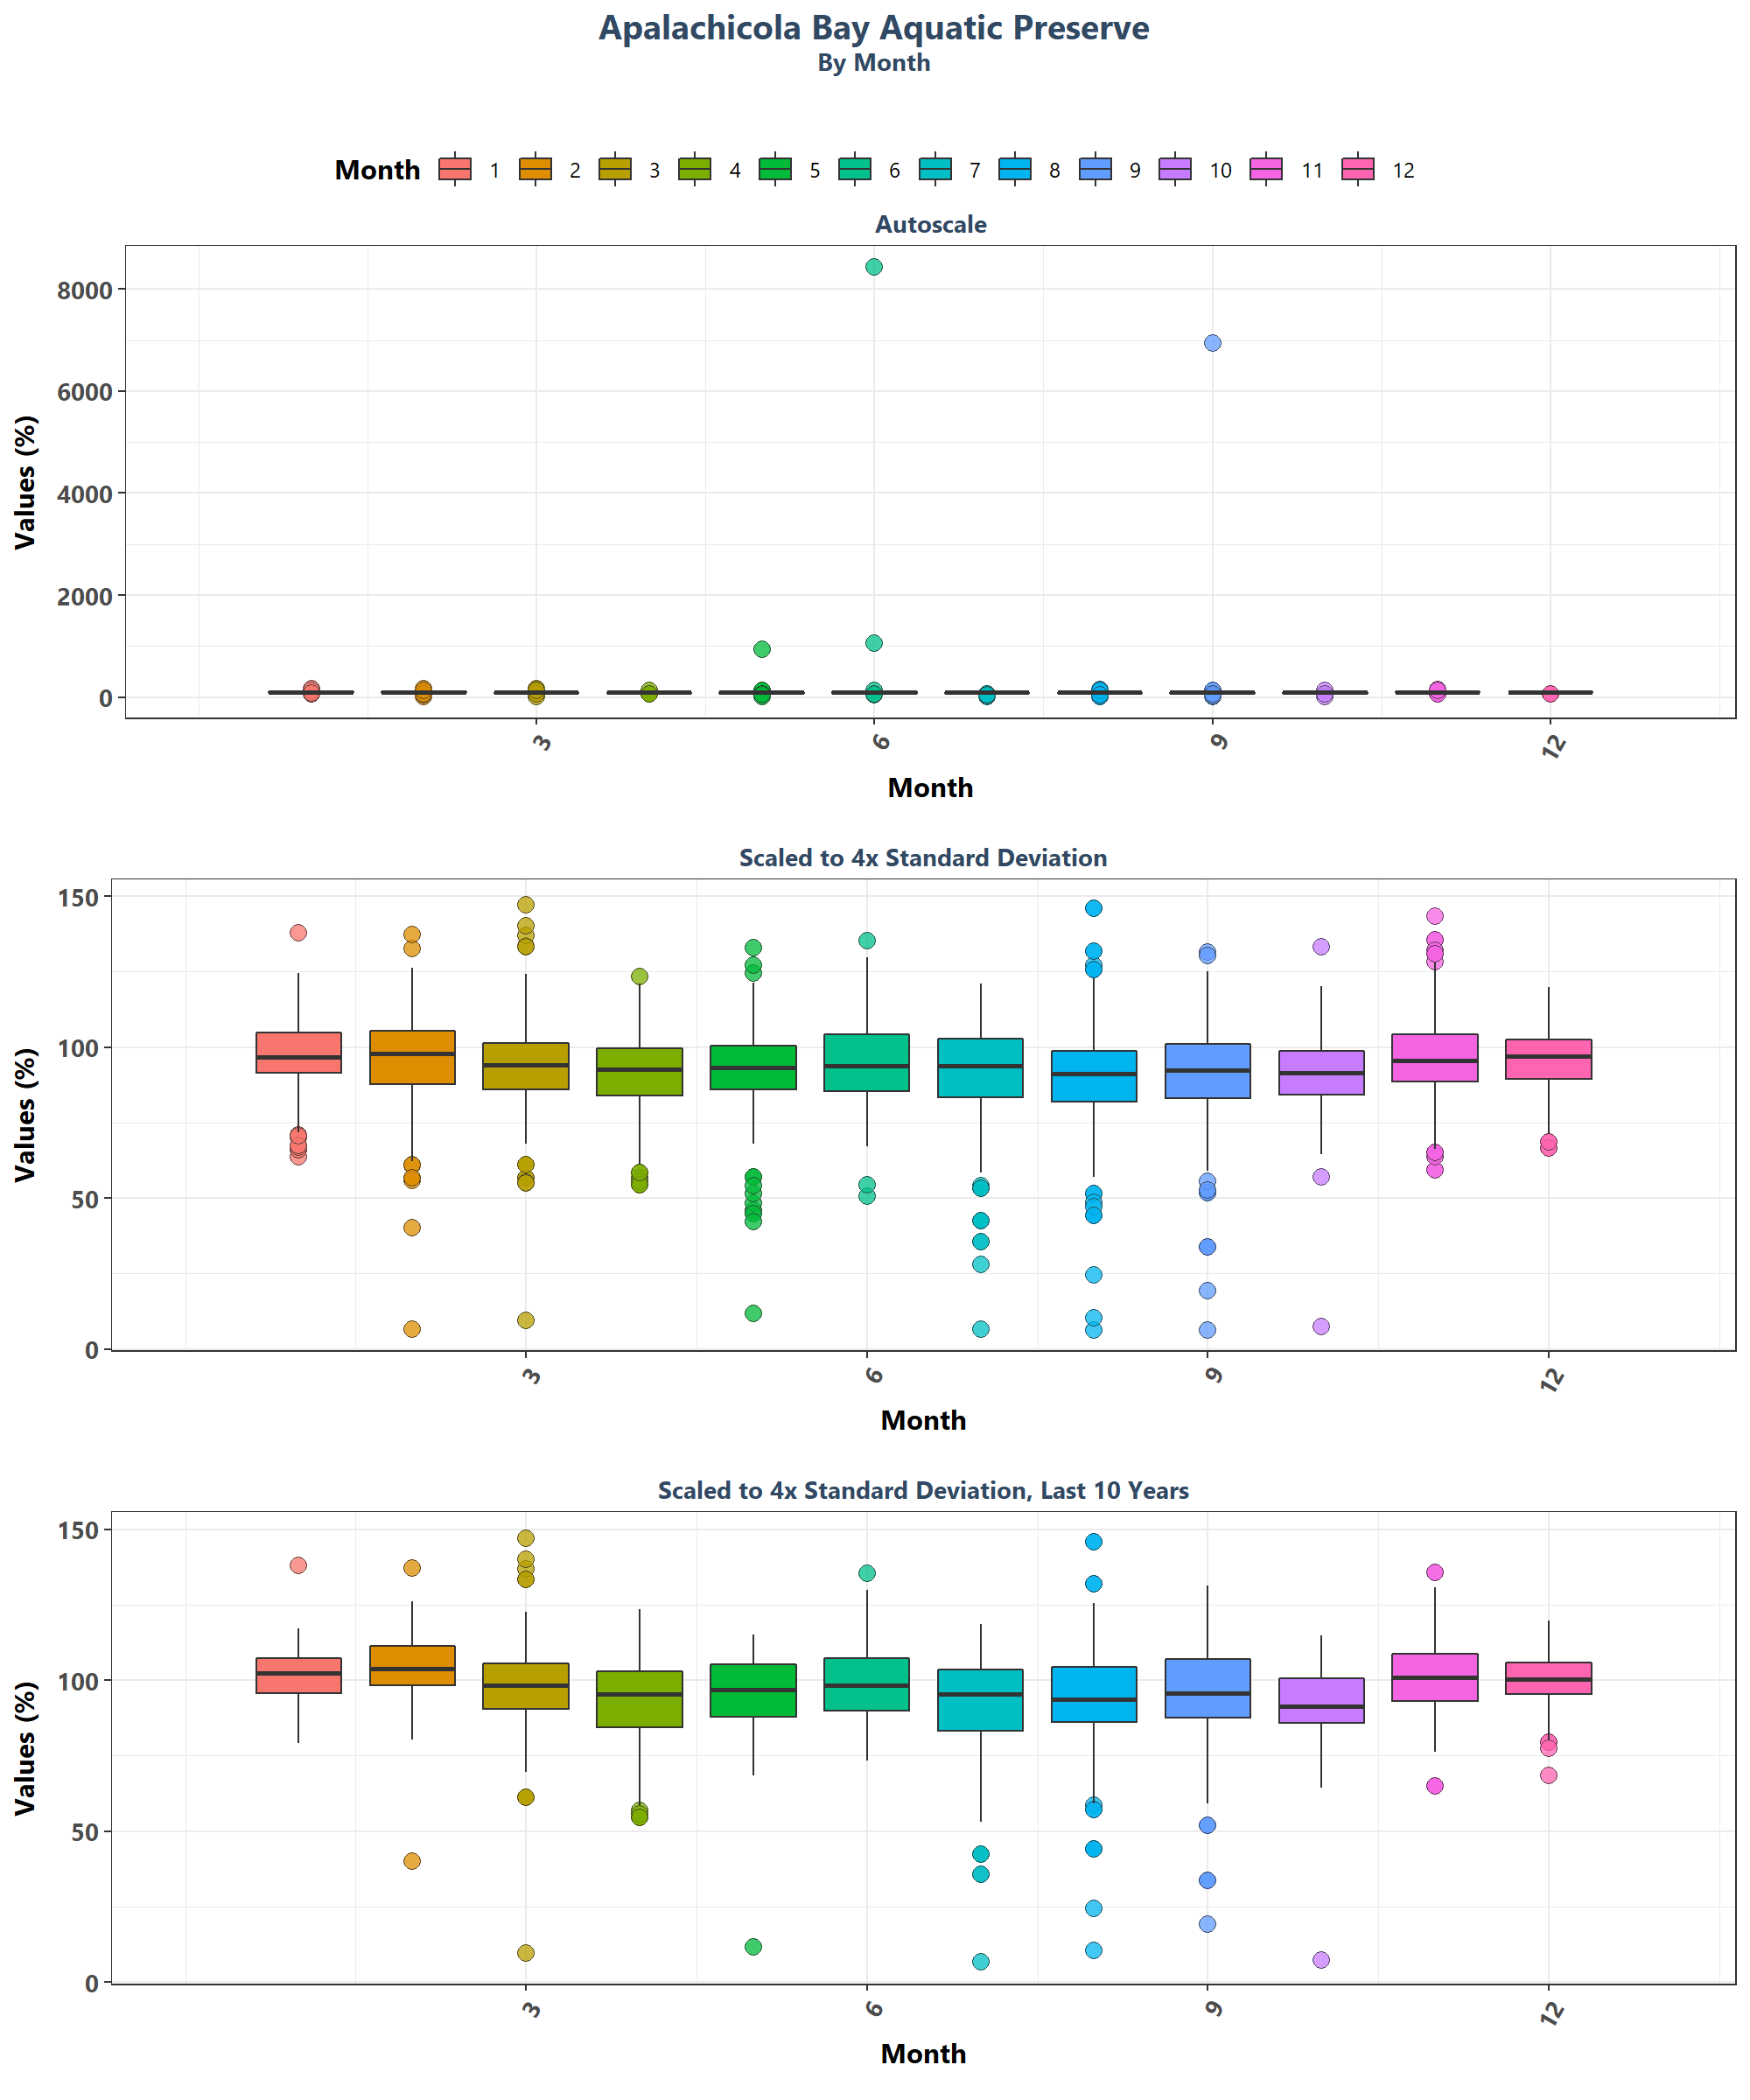 Apalachicola Bay Aquatic Preserve
By Month
Month 1 2 3 4 5 6 7 8 9 10 11 12
Autoscale
Values (%)
8000
6000
4000
2000
0
3 6 9 12
Month
Scaled to 4x Standard Deviation
Values (%)
150
100
50
0
3 6 9 12
Month
Scaled to 4x Standard Deviation, Last 10 Years
Values (%)
150
100
50
0
3 6 9 12
Month